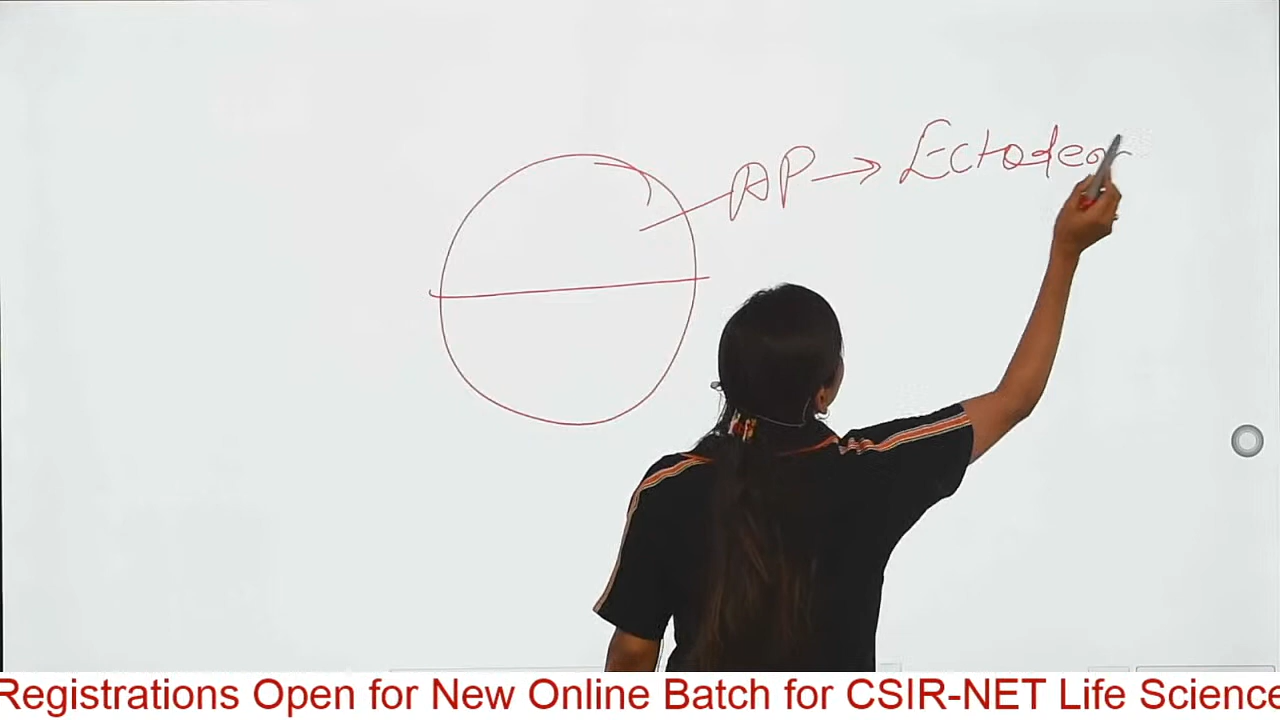 AP → Ectoder
Registrations Open for New Online Batch for CSIR-NET Life Science